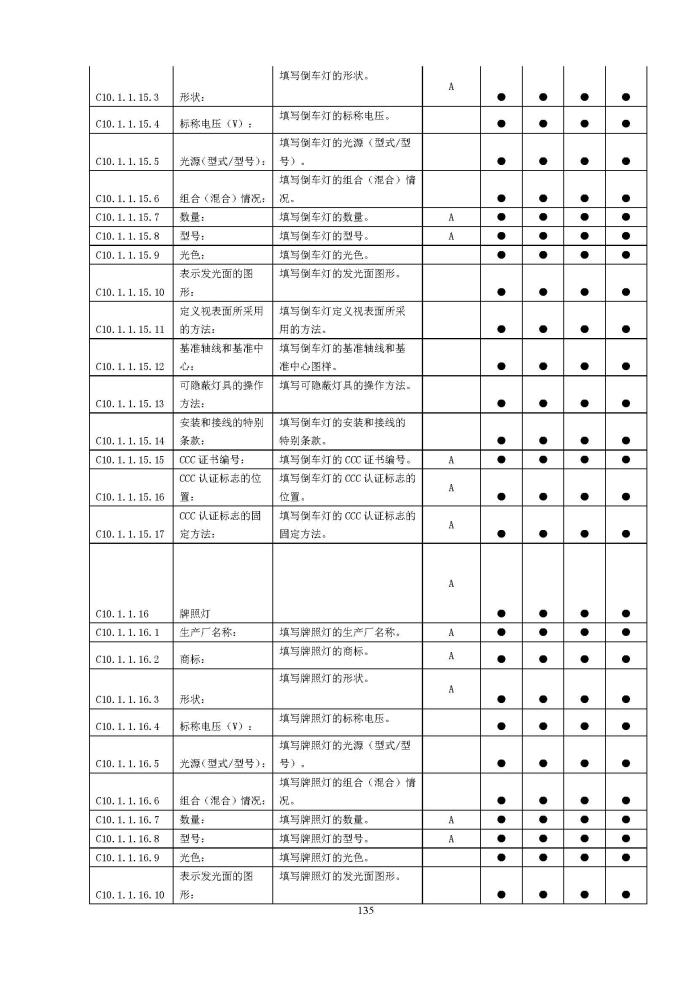 填写倒车灯的形状。
C10.1.1.15.3 形状: A ● ● ● ●
C10.1.1.15.4 标称电压（V）: 填写倒车灯的标称电压。 ● ● ● ●
填写倒车灯的光源（型式/型
C10.1.1.15.5 光源(型式/型号): 号）。 ● ● ● ●
填写倒车灯的组合（混合）情
C10.1.1.15.6 组合（混合）情况: 况。 ● ● ● ●
C10.1.1.15.7 数量: 填写倒车灯的数量。 A ● ● ● ●
C10.1.1.15.8 型号: 填写倒车灯的型号。 A ● ● ● ●
C10.1.1.15.9 光色: 填写倒车灯的光色。 ● ● ● ●
表示发光面的图 填写倒车灯的发光面图形。
C10.1.1.15.10 形: ● ● ● ●
定义视表面所采用 填写倒车灯定义视表面所采
C10.1.1.15.11 的方法: 用的方法。 ● ● ● ●
基准轴线和基准中 填写倒车灯的基准轴线和基
C10.1.1.15.12 心: 准中心图样。 ● ● ● ●
可隐蔽灯具的操作 填写可隐蔽灯具的操作方法。
C10.1.1.15.13 方法: ● ● ● ●
安装和接线的特别 填写倒车灯的安装和接线的
C10.1.1.15.14 条款: 特别条款。 ● ● ● ●
C10.1.1.15.15 CCC 证书编号: 填写倒车灯的 CCC 证书编号。 A ● ● ● ●
CCC 认证标志的位 填写倒车灯的 CCC 认证标志的
C10.1.1.15.16 置: 位置。 A ● ● ● ●
CCC 认证标志的固 填写倒车灯的 CCC 认证标志的
C10.1.1.15.17 定方法: 固定方法。 A ● ● ● ●
C10.1.1.16 牌照灯 A ● ● ● ●
C10.1.1.16.1 生产厂名称: 填写牌照灯的生产厂名称。 A ● ● ● ●
C10.1.1.16.2 商标: 填写牌照灯的商标。 A ● ● ● ●
填写牌照灯的形状。
C10.1.1.16.3 形状: A ● ● ● ●
C10.1.1.16.4 标称电压（V）: 填写牌照灯的标称电压。 ● ● ● ●
填写牌照灯的光源（型式/型
C10.1.1.16.5 光源(型式/型号): 号）。 ● ● ● ●
填写牌照灯的组合（混合）情
C10.1.1.16.6 组合（混合）情况: 况。 ● ● ● ●
C10.1.1.16.7 数量: 填写牌照灯的数量。 A ● ● ● ●
C10.1.1.16.8 型号: 填写牌照灯的型号。 A ● ● ● ●
C10.1.1.16.9 光色: 填写牌照灯的光色。 ● ● ● ●
表示发光面的图 填写牌照灯的发光面图形。
C10.1.1.16.10 形: ● ● ● ●
135